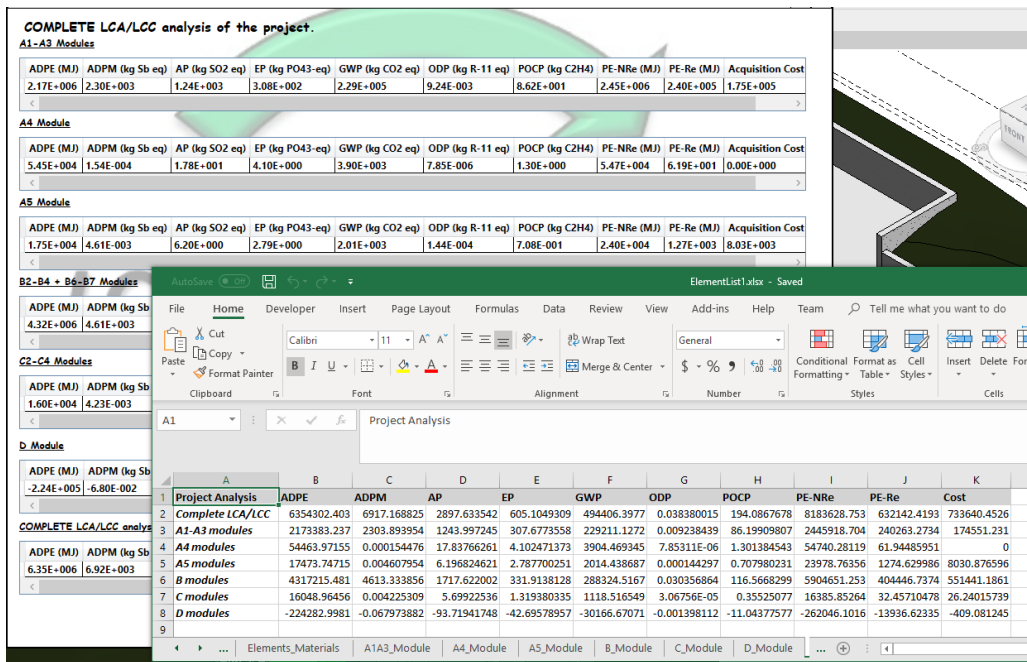 COMPLETE LCA/LCC analysis of the project.
A1-A3 Modules
ADPE (MJ) ADPM (kg Sb eq) AP (kg SO2 eq) EP (kg PO43-eq) GWP (kg CO2 eq) ODP (kg R-11 eq) POCP (kg C2H4) PE-NRe (MJ) PE-Re (MJ) Acquisition Cost
2.17E+006 2.30E+003 1.24E+003 3.08E+002 2.29E+005 9.24E-003 8.62E+001 2.45E+006 2.40E+005 1.75E+005
A4 Module
ADPE (MJ) ADPM (kg Sb eq) AP (kg SO2 eq) EP (kg PO43-eq) GWP (kg CO2 eq) ODP (kg R-11 eq) POCP (kg C2H4) PE-NRe (MJ) PE-Re (MJ) Acquisition Cost
5.45E+004 1.54E-004 1.78E+001 4.10E+000 3.90E+003 7.85E-006 1.30E+000 5.47E+004 6.19E+001 0.00E+000
A5 Module
ADPE (MJ) ADPM (kg Sb eq) AP (kg SO2 eq) EP (kg PO43-eq) GWP (kg CO2 eq) ODP (kg R-11 eq) POCP (kg C2H4) PE-NRe (MJ) PE-Re (MJ) Acquisition Cost
1.75E+004 4.61E-003 6.20E+000 2.79E+000 2.01E+003 1.44E-004 7.08E-001 2.40E+004 1.27E+003 8.03E+003
B2-B4 + B6-B7 Modules
ADPE (MJ) ADPM (kg Sb
4.32E+006 4.61E+003
C2-C4 Modules
ADPE (MJ) ADPM (kg Sb
1.60E+004 4.23E-003
D Module
ADPE (MJ) ADPM (kg Sb
-2.24E+005 -6.80E-002
COMPLETE LCA/LCC analys
ADPE (MJ) ADPM (kg Sb
6.35E+006 6.92E+003
FRONT
AutoSave Off ElementList1.xlsx - Saved
File Home Developer Insert Page Layout Formulas Data Review View Add-ins Help Team Tell me what you want to do
Paste Cut Copy Format Painter
Calibri 11 A A B I U A
Wrap Text Merge & Center
General $ % 9
Conditional Formatting Format as Table Cell Styles Insert Delete For
Clipboard Font Alignment Number Styles Cells
A1 fx Project Analysis
A B C D E F G H I J K
1 Project Analysis ADPE ADPM AP EP GWP ODP POCP PE-NRe PE-Re Cost
2 Complete LCA/LCC 6354302.403 6917.168825 2897.633542 605.1049309 494406.3977 0.038380015 194.0867678 8183628.753 632142.4193 733640.4526
3 A1-A3 modules 2173383.237 2303.893954 1243.997245 307.6773558 229211.1272 0.009238439 86.19909807 2445918.704 240263.2734 174551.231
4 A4 modules 54463.97155 0.000154476 17.83766261 4.102471373 3904.469345 7.85311E-06 1.301384543 54740.28119 61.94485951 0
5 A5 modules 17473.74715 0.004607954 6.196824621 2.787700251 2014.438687 0.000144297 0.707980231 23978.76356 1274.629986 8030.876596
6 B modules 4317215.481 4613.333856 1717.622002 331.9138128 288324.5167 0.030356864 116.5668299 5904651.253 404446.7374 551441.1861
7 C modules 16048.96456 0.004225309 5.69922536 1.319380335 1118.516549 3.06756E-05 0.35525507 16385.85264 32.45710478 26.24015739
8 D modules -224282.9981 -0.067973882 -93.71941748 -42.69578957 -30166.67071 -0.001398112 -11.04377577 -262046.1016 -13936.62335 -409.081245
9
... Elements_Materials A1A3_Module A4_Module A5_Module B_Module C_Module D_Module ...